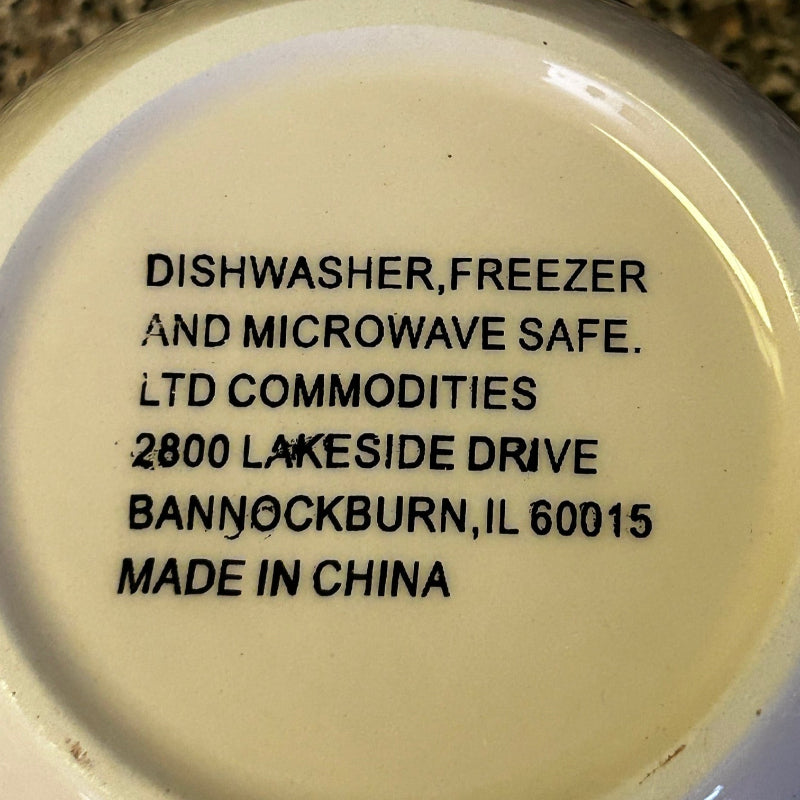 DISHWASHER,FREEZER
AND MICROWAVE SAFE.
LTD COMMODITIES
2800 LAKESIDE DRIVE
BANNOCKBURN,IL 60015
MADE IN CHINA